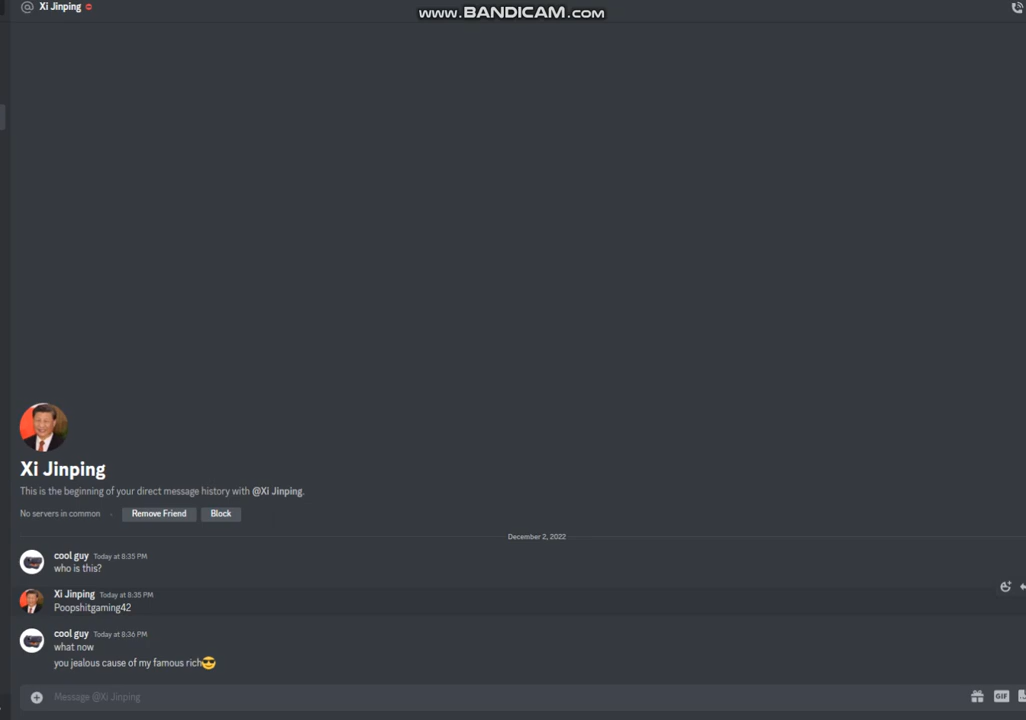 Xi Jinping
www.BANDICAM.com
Xi Jinping
This is the beginning of your direct message history with @Xi Jinping.
No servers in common
Remove Friend
Block
December 2, 2022
cool guy Today at 8:35 PM
who is this?
Xi Jinping Today at 8:35 PM
Poopshitgaming42
cool guy Today at 8:36 PM
what now
you jealous cause of my famous rich😎
Message @Xi Jinping
GIF